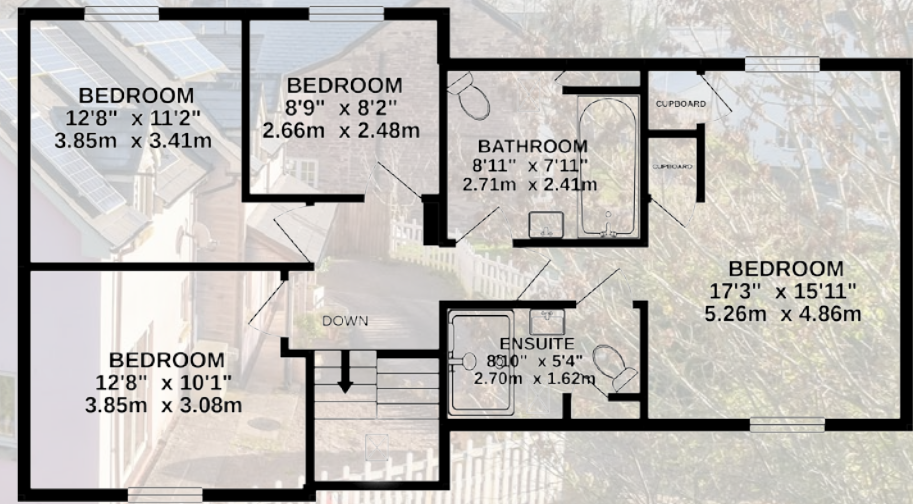 BEDROOM
12'8" x 11'2"
3.85m x 3.41m
BEDROOM
8'9" x 8'2"
2.66m x 2.48m
BATHROOM
8'11" x 7'11"
2.71m x 2.41m
CUPBOARD
CUPBOARD
BEDROOM
17'3" x 15'11"
5.26m x 4.86m
DOWN
ENSUITE
8'10" x 5'4"
2.70m x 1.62m
BEDROOM
12'8" x 10'1"
3.85m x 3.08m